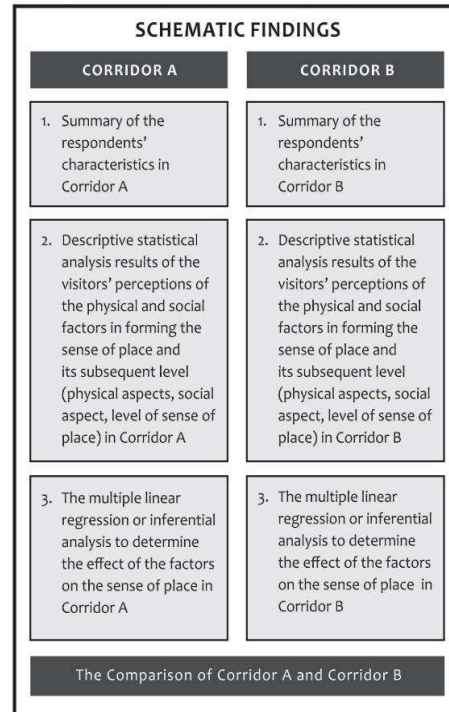 SCHEMATIC FINDINGS
CORRIDOR A
1. Summary of the
respondents’
characteristics in
Corridor A
2. Descriptive statistical
analysis results of the
visitors’ perceptions of
the physical and social
factors in forming the
sense of place and
its subsequent level
(physical aspects, social
aspect, level of sense of
place) in Corridor A
3. The multiple linear
regression or inferential
analysis to determine
the effect of the factors
on the sense of place in
Corridor A
CORRIDOR B
1. Summary of the
respondents’
characteristics in
Corridor B
2. Descriptive statistical
analysis results of the
visitors’ perceptions of
the physical and social
factors in forming the
sense of place and
its subsequent level
(physical aspects, social
aspect, level of sense of
place) in Corridor B
3. The multiple linear
regression or inferential
analysis to determine
the effect of the factors
on the sense of place in
Corridor B
The Comparison of Corridor A and Corridor B